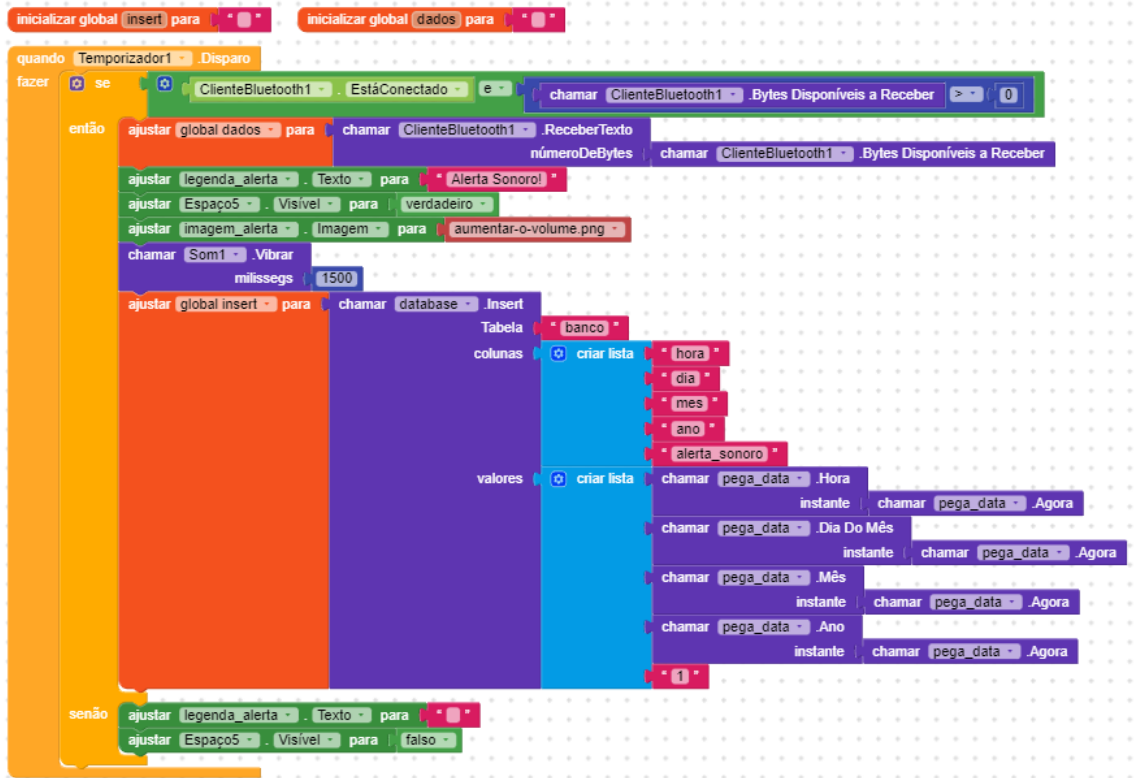 inicializar global insert para " "
inicializar global dados para " "
quando Temporizador1 .Disparo
fazer se ClienteBluetooth1 . EstáConectado e chamar ClienteBluetooth1 .Bytes Disponíveis a Receber > 0
então ajustar global dados para chamar ClienteBluetooth1 .ReceberTexto
númeroDeBytes chamar ClienteBluetooth1 .Bytes Disponíveis a Receber
ajustar legenda_alerta . Texto para " Alerta Sonoro! "
ajustar Espaço5 . Visível para verdadeiro
ajustar imagem_alerta . Imagem para aumentar-o-volume.png
chamar Som1 .Vibrar
milissegs 1500
ajustar global insert para chamar database .Insert
Tabela " banco "
colunas criar lista " hora "
" dia "
" mes "
" ano "
" alerta_sonoro "
valores criar lista chamar pega_data .Hora
instante chamar pega_data .Agora
chamar pega_data .Dia Do Mês
instante chamar pega_data .Agora
chamar pega_data .Mês
instante chamar pega_data .Agora
chamar pega_data .Ano
instante chamar pega_data .Agora
" 1 "
senão ajustar legenda_alerta . Texto para " "
ajustar Espaço5 . Visível para falso